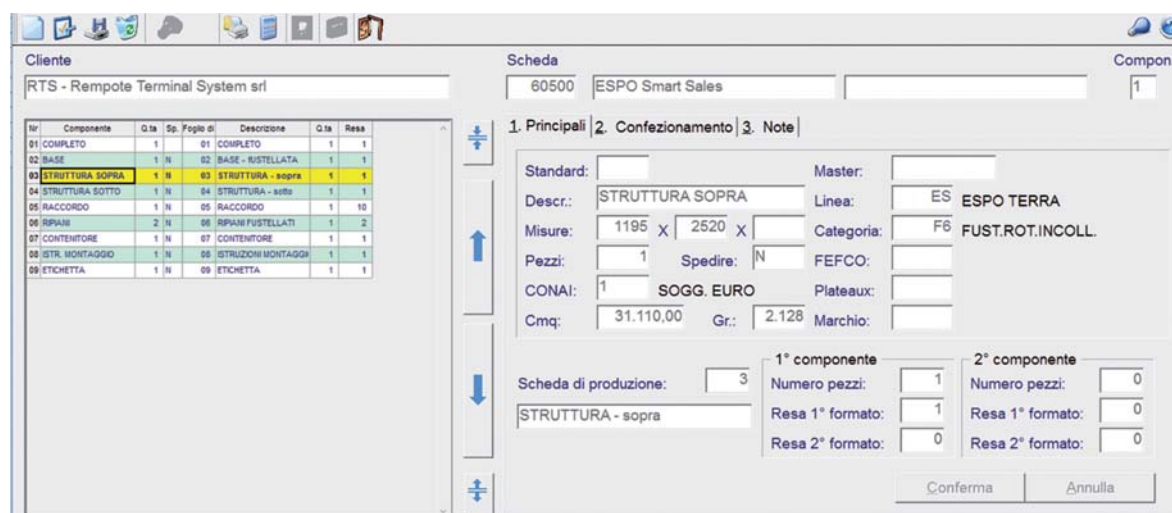 Cliente
RTS - Rempote Terminal System srl
Scheda
60500 ESPO Smart Sales
Compon
1
Nr Componente Q.ta Sp. Foglio di Descrizione Q.ta Resa
01 COMPLETO 1 01 COMPLETO 1 1
02 BASE 1 N 02 BASE - fUSTELLATA 1 1
03 STRUTTURA SOPRA 1 N 03 STRUTTURA - sopra 1 1
04 STRUTTURA SOTTO 1 N 04 STRUTTURA - sotto 1 1
05 RACCORDO 1 N 05 RACCORDO 1 10
06 RIPIANI 2 N 06 RIPIANI FUSTELLATI 1 2
07 CONTENITORE 1 N 07 CONTENITORE 1 1
08 ISTR. MONTAGGIO 1 N 08 ISTRUZIONI MONTAGGI 1 1
09 ETICHETTA 1 N 09 ETICHETTA 1 1
1. Principali 2. Confezionamento 3. Note
Standard: Master:
Descr.: STRUTTURA SOPRA Linea: ES ESPO TERRA
Misure: 1195 X 2520 X Categoria: F6 FUST.ROT.INCOLL.
Pezzi: 1 Spedire: N FEFCO:
CONAI: 1 SOGG. EURO Plateaux:
Cmq: 31.110,00 Gr.: 2.128 Marchio:
Scheda di produzione: 3
STRUTTURA - sopra
1° componente
Numero pezzi: 1
Resa 1° formato: 1
Resa 2° formato: 0
2° componente
Numero pezzi: 0
Resa 1° formato: 0
Resa 2° formato: 0
Conferma Annulla